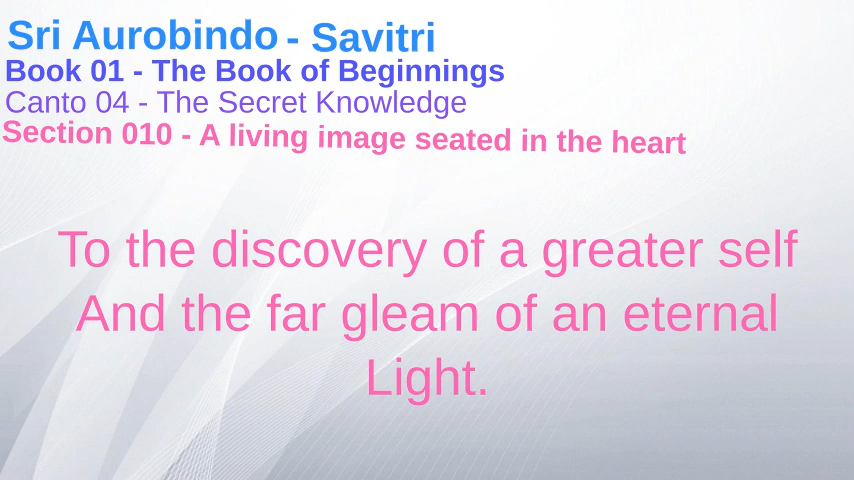 Sri Aurobindo - Savitri
Book 01 - The Book of Beginnings
Canto 04 - The Secret Knowledge
Section 010 - A living image seated in the heart
To the discovery of a greater self
And the far gleam of an eternal
Light.